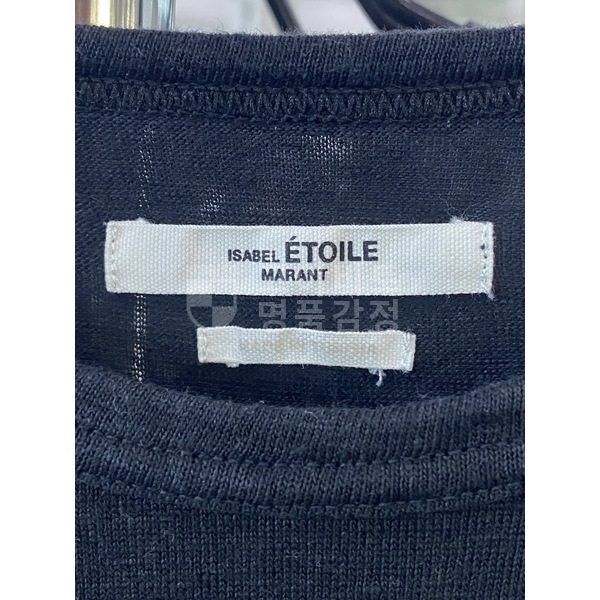 ISABEL ÉTOILE
MARANT
명품감정